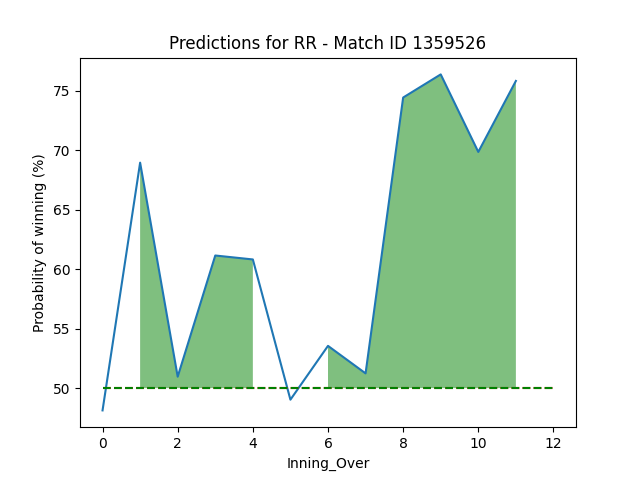 Predictions for RR - Match ID 1359526
Probability of winning (%)
75
70
65
60
55
50
0 2 4 6 8 10 12
Inning_Over